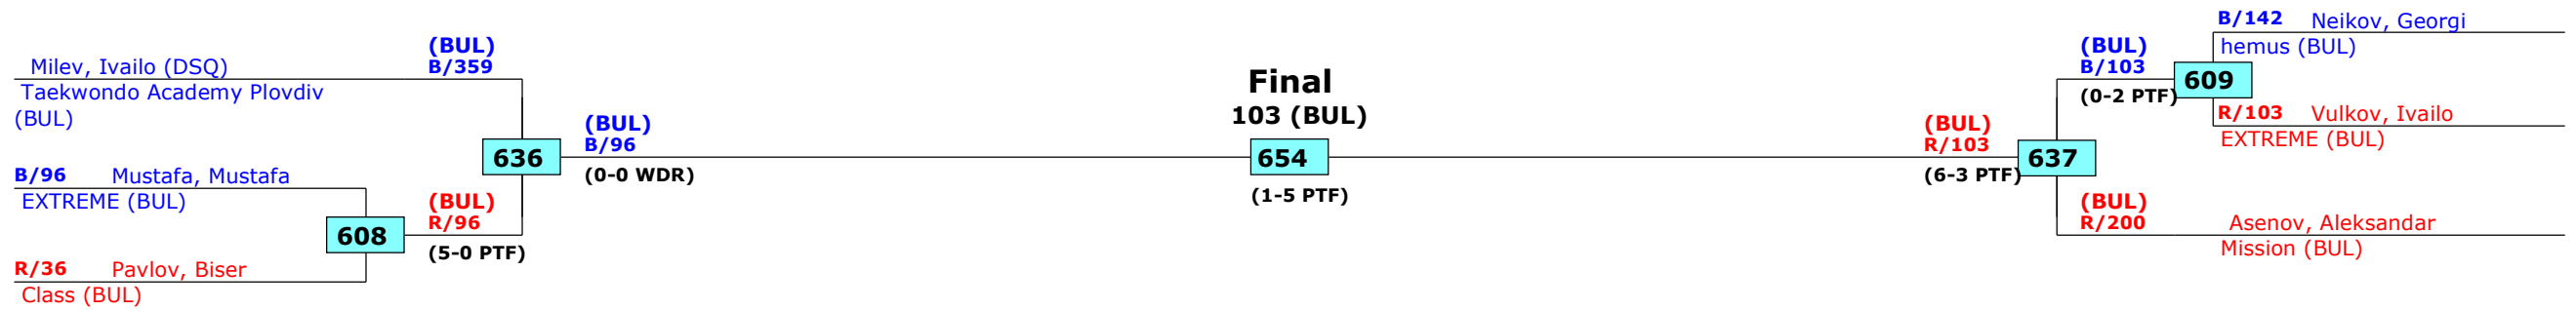 Milev, Ivailo (DSQ)
Taekwondo Academy Plovdiv
(BUL)
(BUL)
B/359
B/96 Mustafa, Mustafa
EXTREME (BUL)
608
R/36 Pavlov, Biser
Class (BUL)
(BUL)
R/96
(5-0 PTF)
636
(BUL)
B/96
(0-0 WDR)
Final
103 (BUL)
654
(1-5 PTF)
(BUL)
R/103
(6-3 PTF)
637
(BUL)
B/103
(0-2 PTF)
609
B/142 Neikov, Georgi
hemus (BUL)
R/103 Vulkov, Ivailo
EXTREME (BUL)
(BUL)
R/200
Asenov, Aleksandar
Mission (BUL)